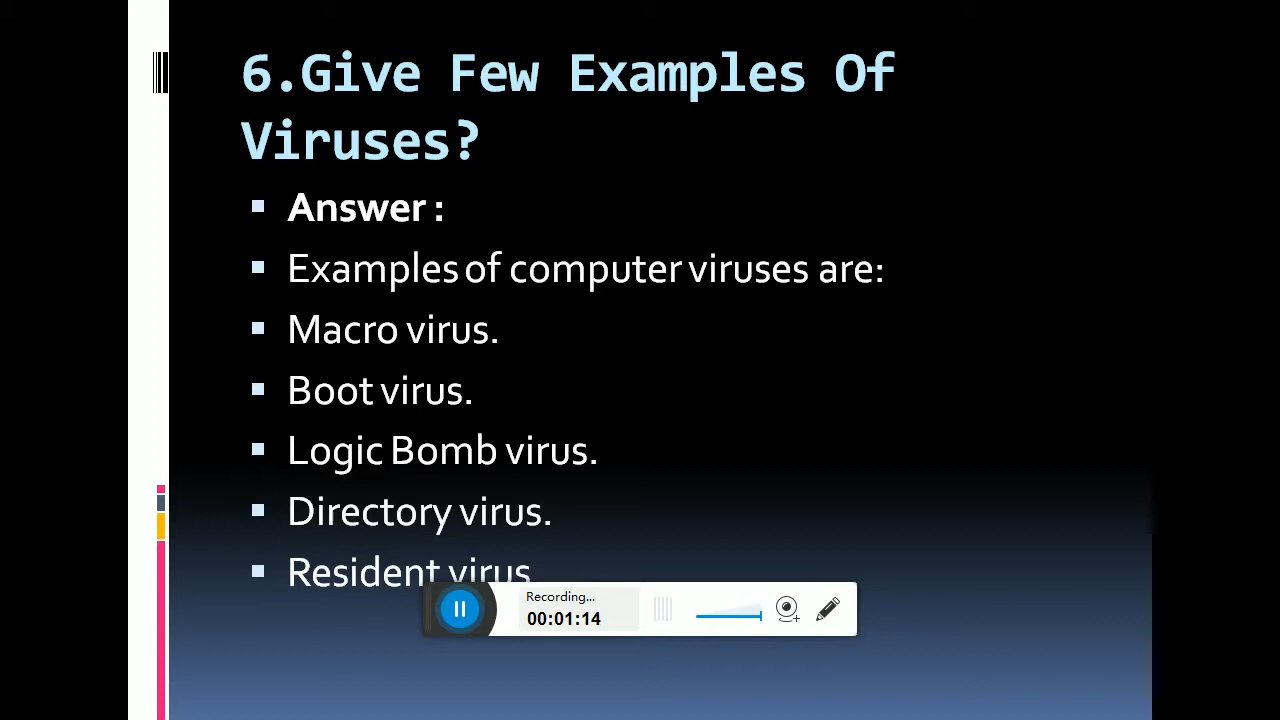 6.Give Few Examples Of
Viruses?
Answer :
Examples of computer viruses are:
Macro virus.
Boot virus.
Logic Bomb virus.
Directory virus.
Resident virus
Recording...
00:01:14